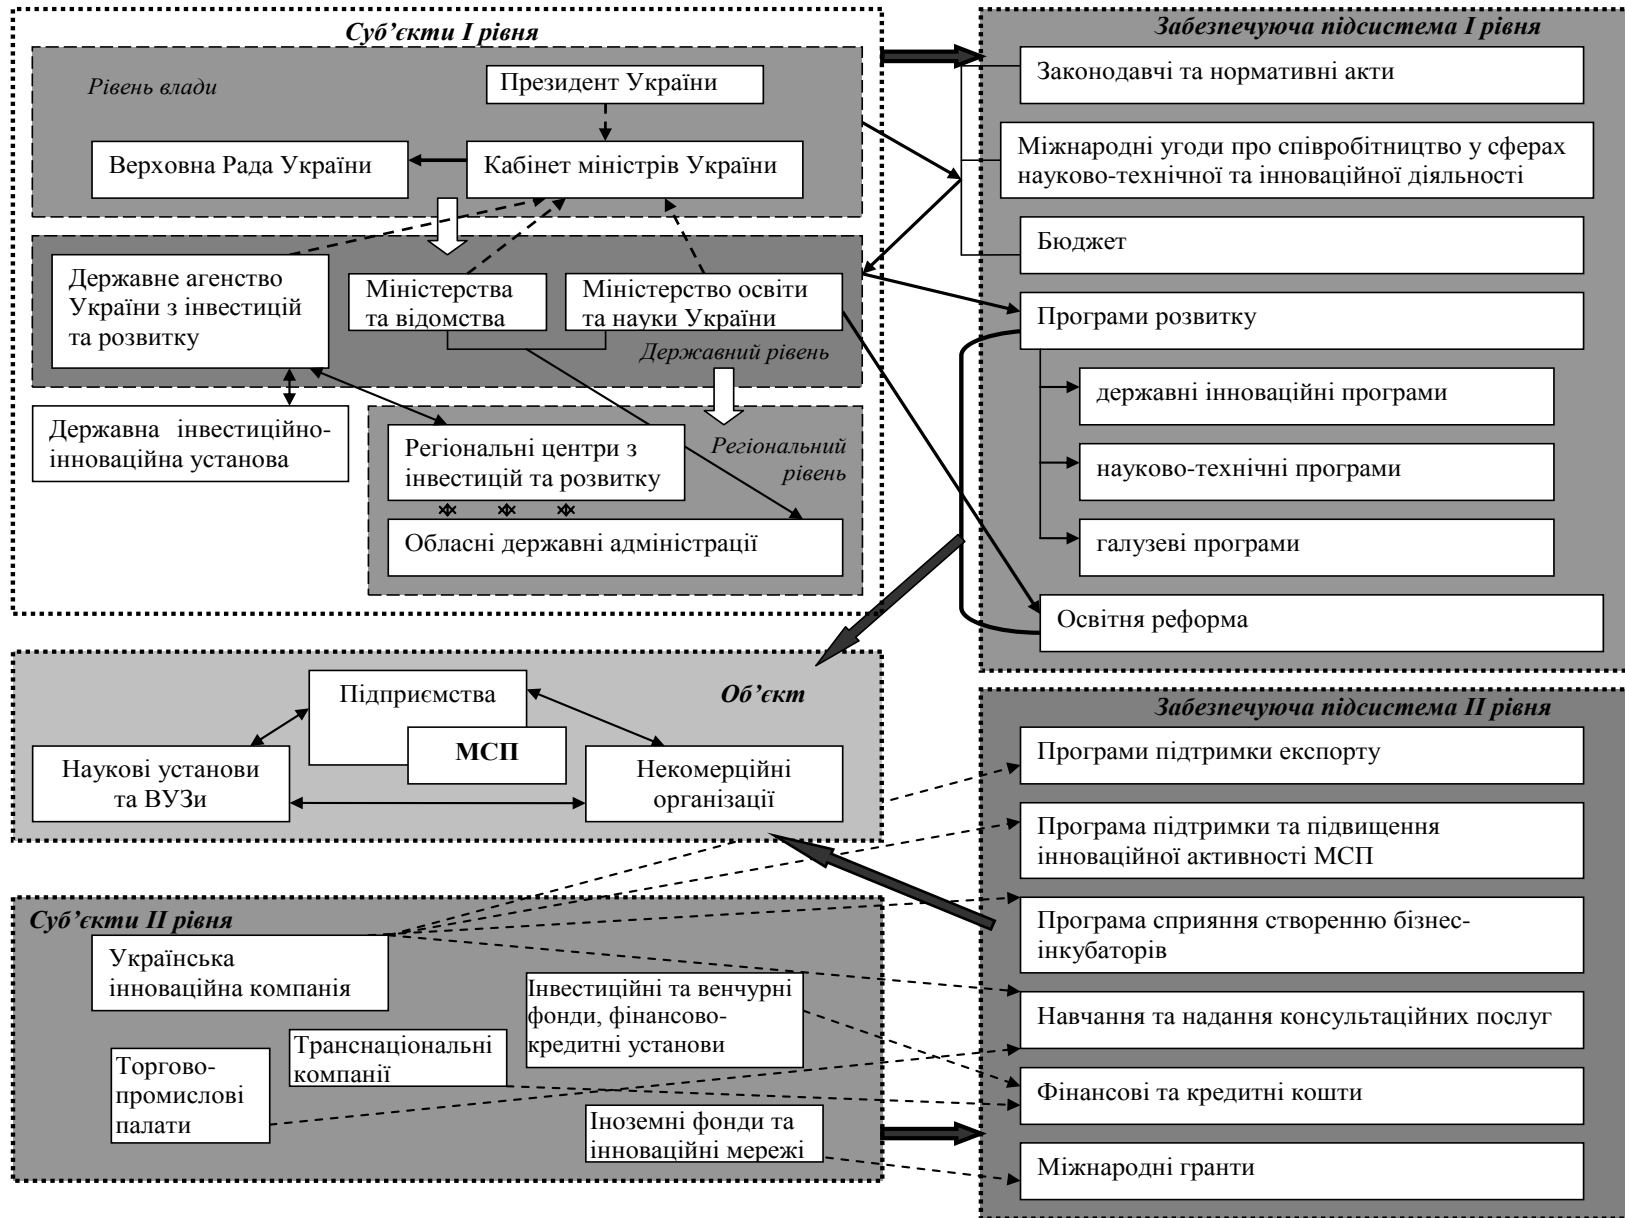 Суб’єкти І рівня
Рівень влади
Президент України
Верховна Рада України
Кабінет міністрів України
Державне агенство
України з інвестицій
та розвитку
Міністерства
та відомства
Міністерство освіти
та науки України
Державний рівень
Державна інвестиційно-
інноваційна установа
Регіональні центри з
інвестицій та розвитку
Регіональний
рівень
Обласні державні адміністрації
Забезпечуюча підсистема І рівня
Законодавчі та нормативні акти
Міжнародні угоди про співробітництво у сферах
науково-технічної та інноваційної діяльності
Бюджет
Програми розвитку
державні інноваційні програми
науково-технічні програми
галузеві програми
Освітня реформа
Об’єкт
Підприємства
МСП
Наукові установи
та ВУЗи
Некомерційні
організації
Забезпечуюча підсистема ІІ рівня
Програми підтримки експорту
Програма підтримки та підвищення
інноваційної активності МСП
Програма сприяння створенню бізнес-
інкубаторів
Навчання та надання консультаційних послуг
Фінансові та кредитні кошти
Міжнародні гранти
Суб’єкти ІІ рівня
Українська
інноваційна компанія
Інвестиційні та венчурні
фонди, фінансово-
кредитні установи
Транснаціональні
компанії
Торгово-
промислові
палати
Іноземні фонди та
інноваційні мережі